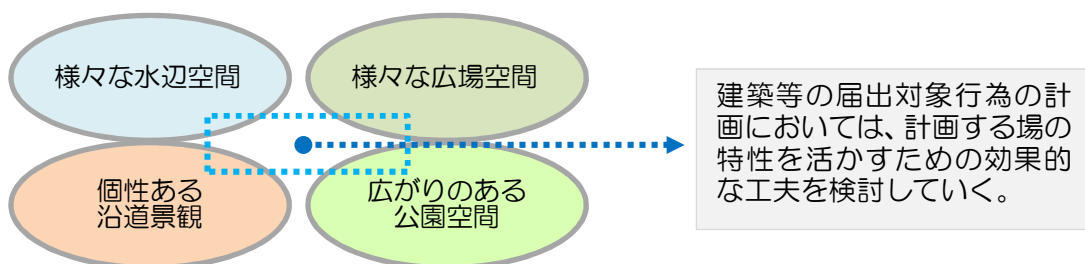 様々な水辺空間
様々な広場空間
個性ある
沿道景観
広がりのある
公園空間
建築等の届出対象行為の計
画においては、計画する場の
特性を活かすための効果的
な工夫を検討していく。